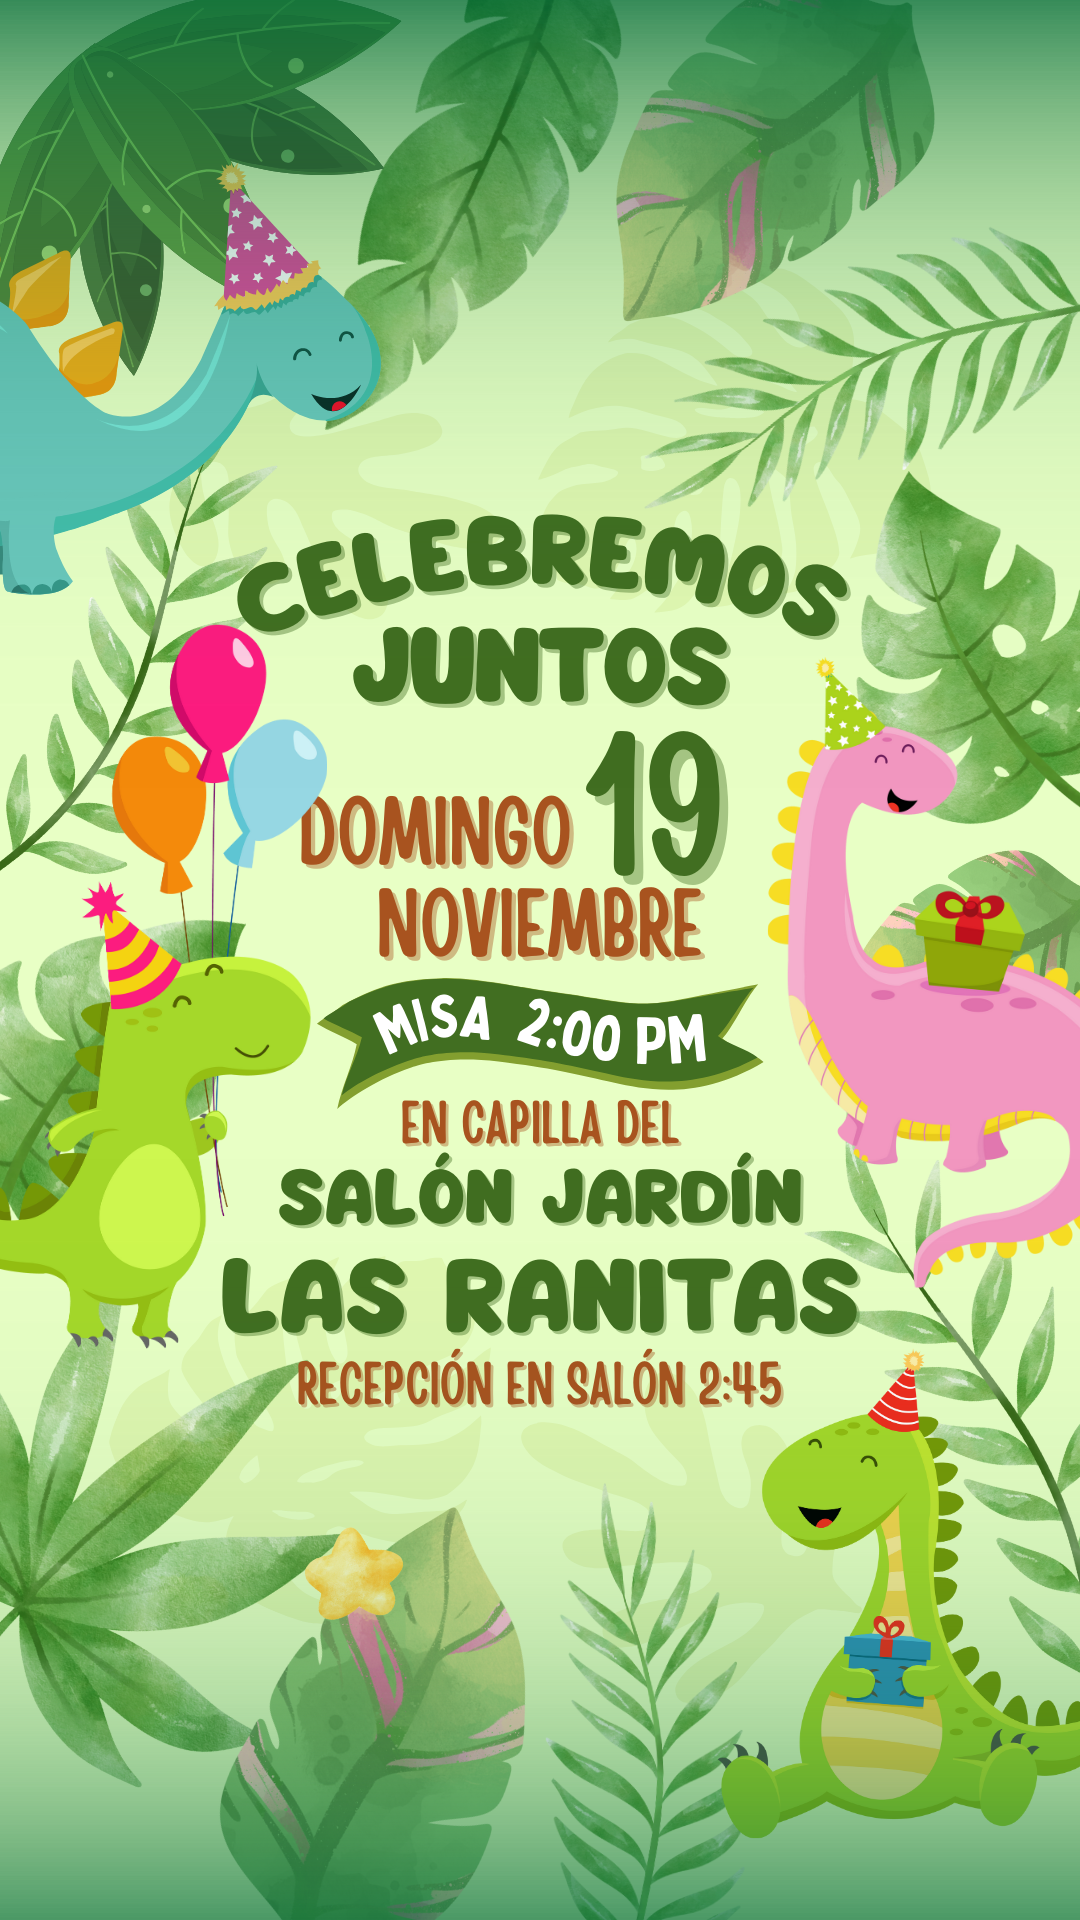 CELEBREMOS
JUNTOS
DOMINGO 19
NOVIEMBRE
MISA 2:00 PM
EN CAPILLA DEL
SALÓN JARDÍN
LAS RANITAS
RECEPCIÓN EN SALÓN 2:45